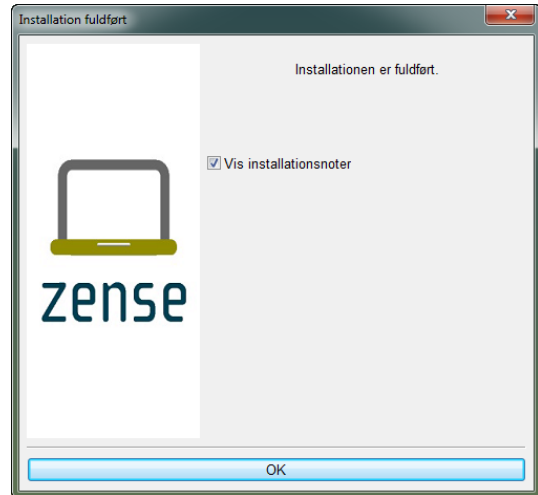 Installation fuldført
Installationen er fuldført.
Vis installationsnoter
zense
OK